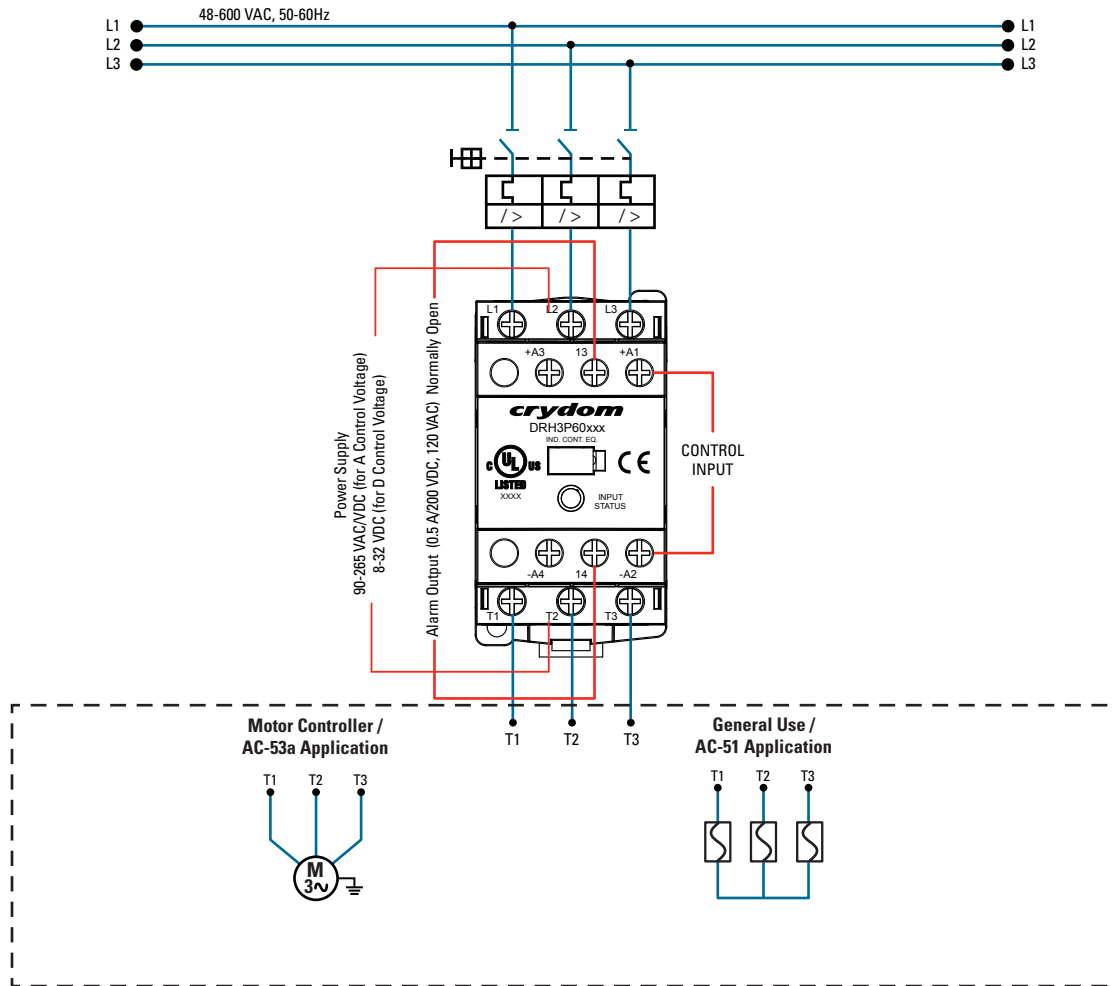 48-600 VAC, 50-60Hz
L1
L1
L2
L2
L3
L3
/ >
/ >
/ >
L1
L2
L3
+A3
13
+A1
crydom
DRH3P60xxx
IND. CONT. EQ.
C UL US
LISTED
XXXX
CE
INPUT
STATUS
CONTROL
INPUT
Power Supply
90-265 VAC/VDC (for A Control Voltage)
8-32 VDC (for D Control Voltage)
Alarm Output (0.5 A/200 VDC, 120 VAC) Normally Open
-A4
14
-A2
T1
T2
T3
T1
T2
T3
Motor Controller /
AC-53a Application
T1
T2
T3
M
3~
General Use /
AC-51 Application
T1
T2
T3